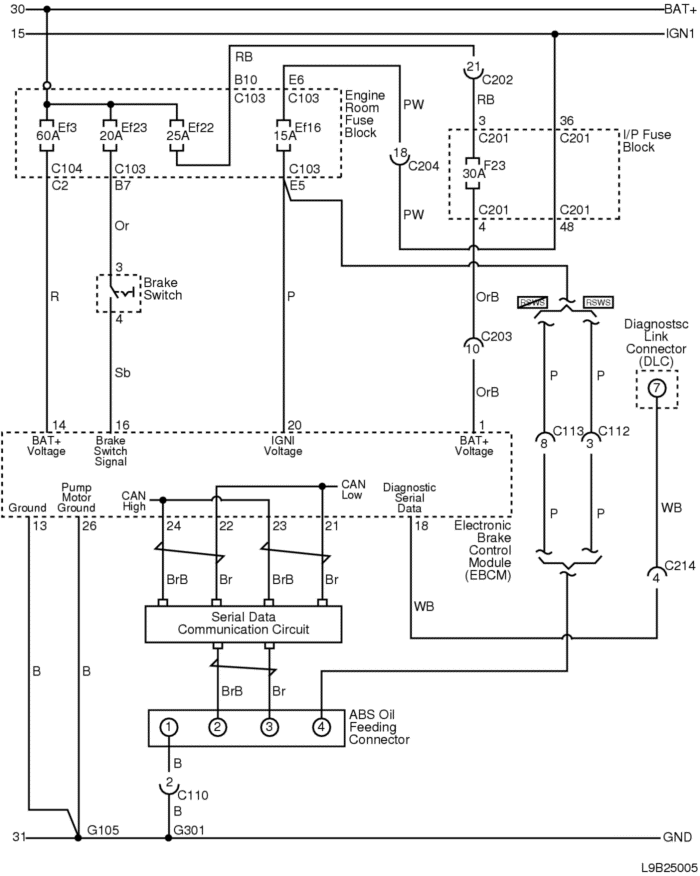 30 BAT+
15 IGN1
RB
21 C202
B10 E6
C103 C103
Engine
Room
Fuse
Block
PW
RB
3 36
C201 C201
I/P Fuse
Block
Ef3
60A
Ef23
20A
Ef22
25A
Ef16
15A
18 C204
F23
30A
C104 C103 C103
C2 B7 E5
PW
C201 C201
4 48
Or
3
Brake
Switch
4
R
P
OrB
RSWS RSWS
C203
10
Diagnostsc
Link
Connector
(DLC)
7
Sb
OrB
P P
14 16 20 1
BAT+
Voltage
Brake
Switch
Signal
IGNI
Voltage
BAT+
Voltage
C113 C112
8 3
Ground
Pump
Motor
Ground
CAN
High
CAN
Low
Diagnostic
Serial
Data
13 26 24 22 23 21 18
Electronic
Brake
Control
Module
(EBCM)
P P
WB
C214
4
BrB Br BrB Br
WB
Serial Data
Communication Circuit
B B
BrB Br
1 2 3 4
ABS Oil
Feeding
Connector
B
2
C110
B
31 G105 G301 GND
L9B25005